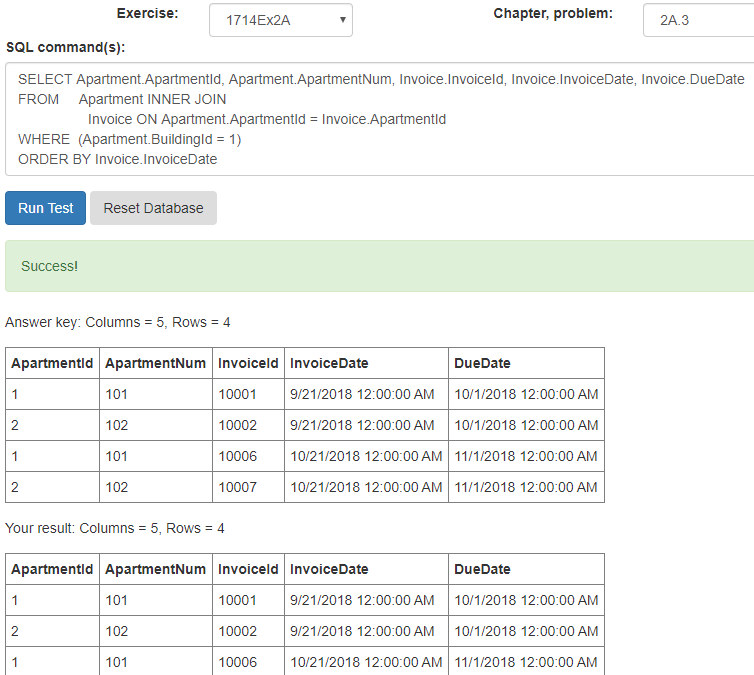 Exercise: 1714Ex2A Chapter, problem: 2A.3
SQL command(s):
SELECT Apartment.ApartmentId, Apartment.ApartmentNum, Invoice.InvoiceId, Invoice.InvoiceDate, Invoice.DueDate
FROM Apartment INNER JOIN
Invoice ON Apartment.ApartmentId = Invoice.ApartmentId
WHERE (Apartment.BuildingId = 1)
ORDER BY Invoice.InvoiceDate
Run Test Reset Database
Success!
Answer key: Columns = 5, Rows = 4
ApartmentId ApartmentNum InvoiceId InvoiceDate DueDate
1 101 10001 9/21/2018 12:00:00 AM 10/1/2018 12:00:00 AM
2 102 10002 9/21/2018 12:00:00 AM 10/1/2018 12:00:00 AM
1 101 10006 10/21/2018 12:00:00 AM 11/1/2018 12:00:00 AM
2 102 10007 10/21/2018 12:00:00 AM 11/1/2018 12:00:00 AM
Your result: Columns = 5, Rows = 4
ApartmentId ApartmentNum InvoiceId InvoiceDate DueDate
1 101 10001 9/21/2018 12:00:00 AM 10/1/2018 12:00:00 AM
2 102 10002 9/21/2018 12:00:00 AM 10/1/2018 12:00:00 AM
1 101 10006 10/21/2018 12:00:00 AM 11/1/2018 12:00:00 AM